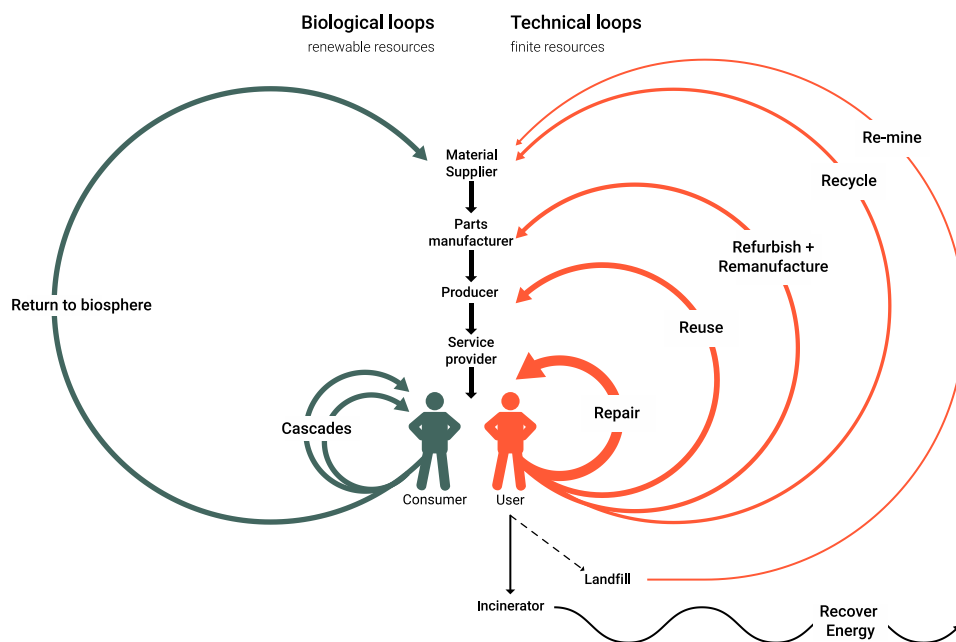 Biological loops
renewable resources
Technical loops
finite resources
Re-mine
Material
Supplier
Recycle
Parts
manufacturer
Refurbish +
Remanufacture
Return to biosphere
Producer
Reuse
Service
provider
Cascades
Repair
Consumer
User
Landfill
Incinerator
Recover
Energy